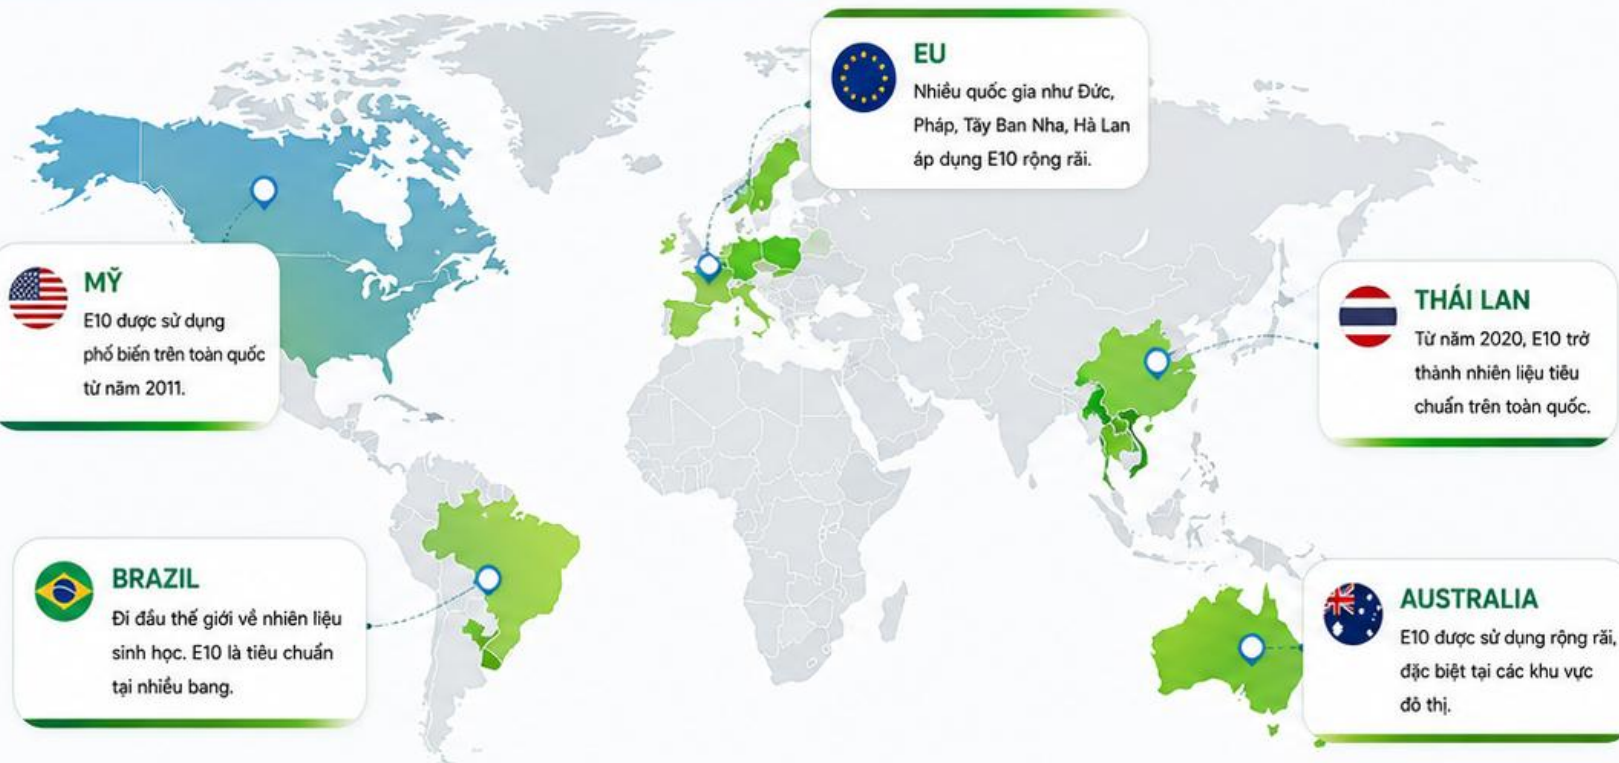 EU
Nhiều quốc gia như Đức,
Pháp, Tây Ban Nha, Hà Lan
áp dụng E10 rộng rãi.
MỸ
E10 được sử dụng
phổ biến trên toàn quốc
từ năm 2011.
THÁI LAN
Từ năm 2020, E10 trở
thành nhiên liệu tiêu
chuẩn trên toàn quốc.
BRAZIL
Đi đầu thế giới về nhiên liệu
sinh học. E10 là tiêu chuẩn
tại nhiều bang.
AUSTRALIA
E10 được sử dụng rộng rãi,
đặc biệt tại các khu vực
đô thị.